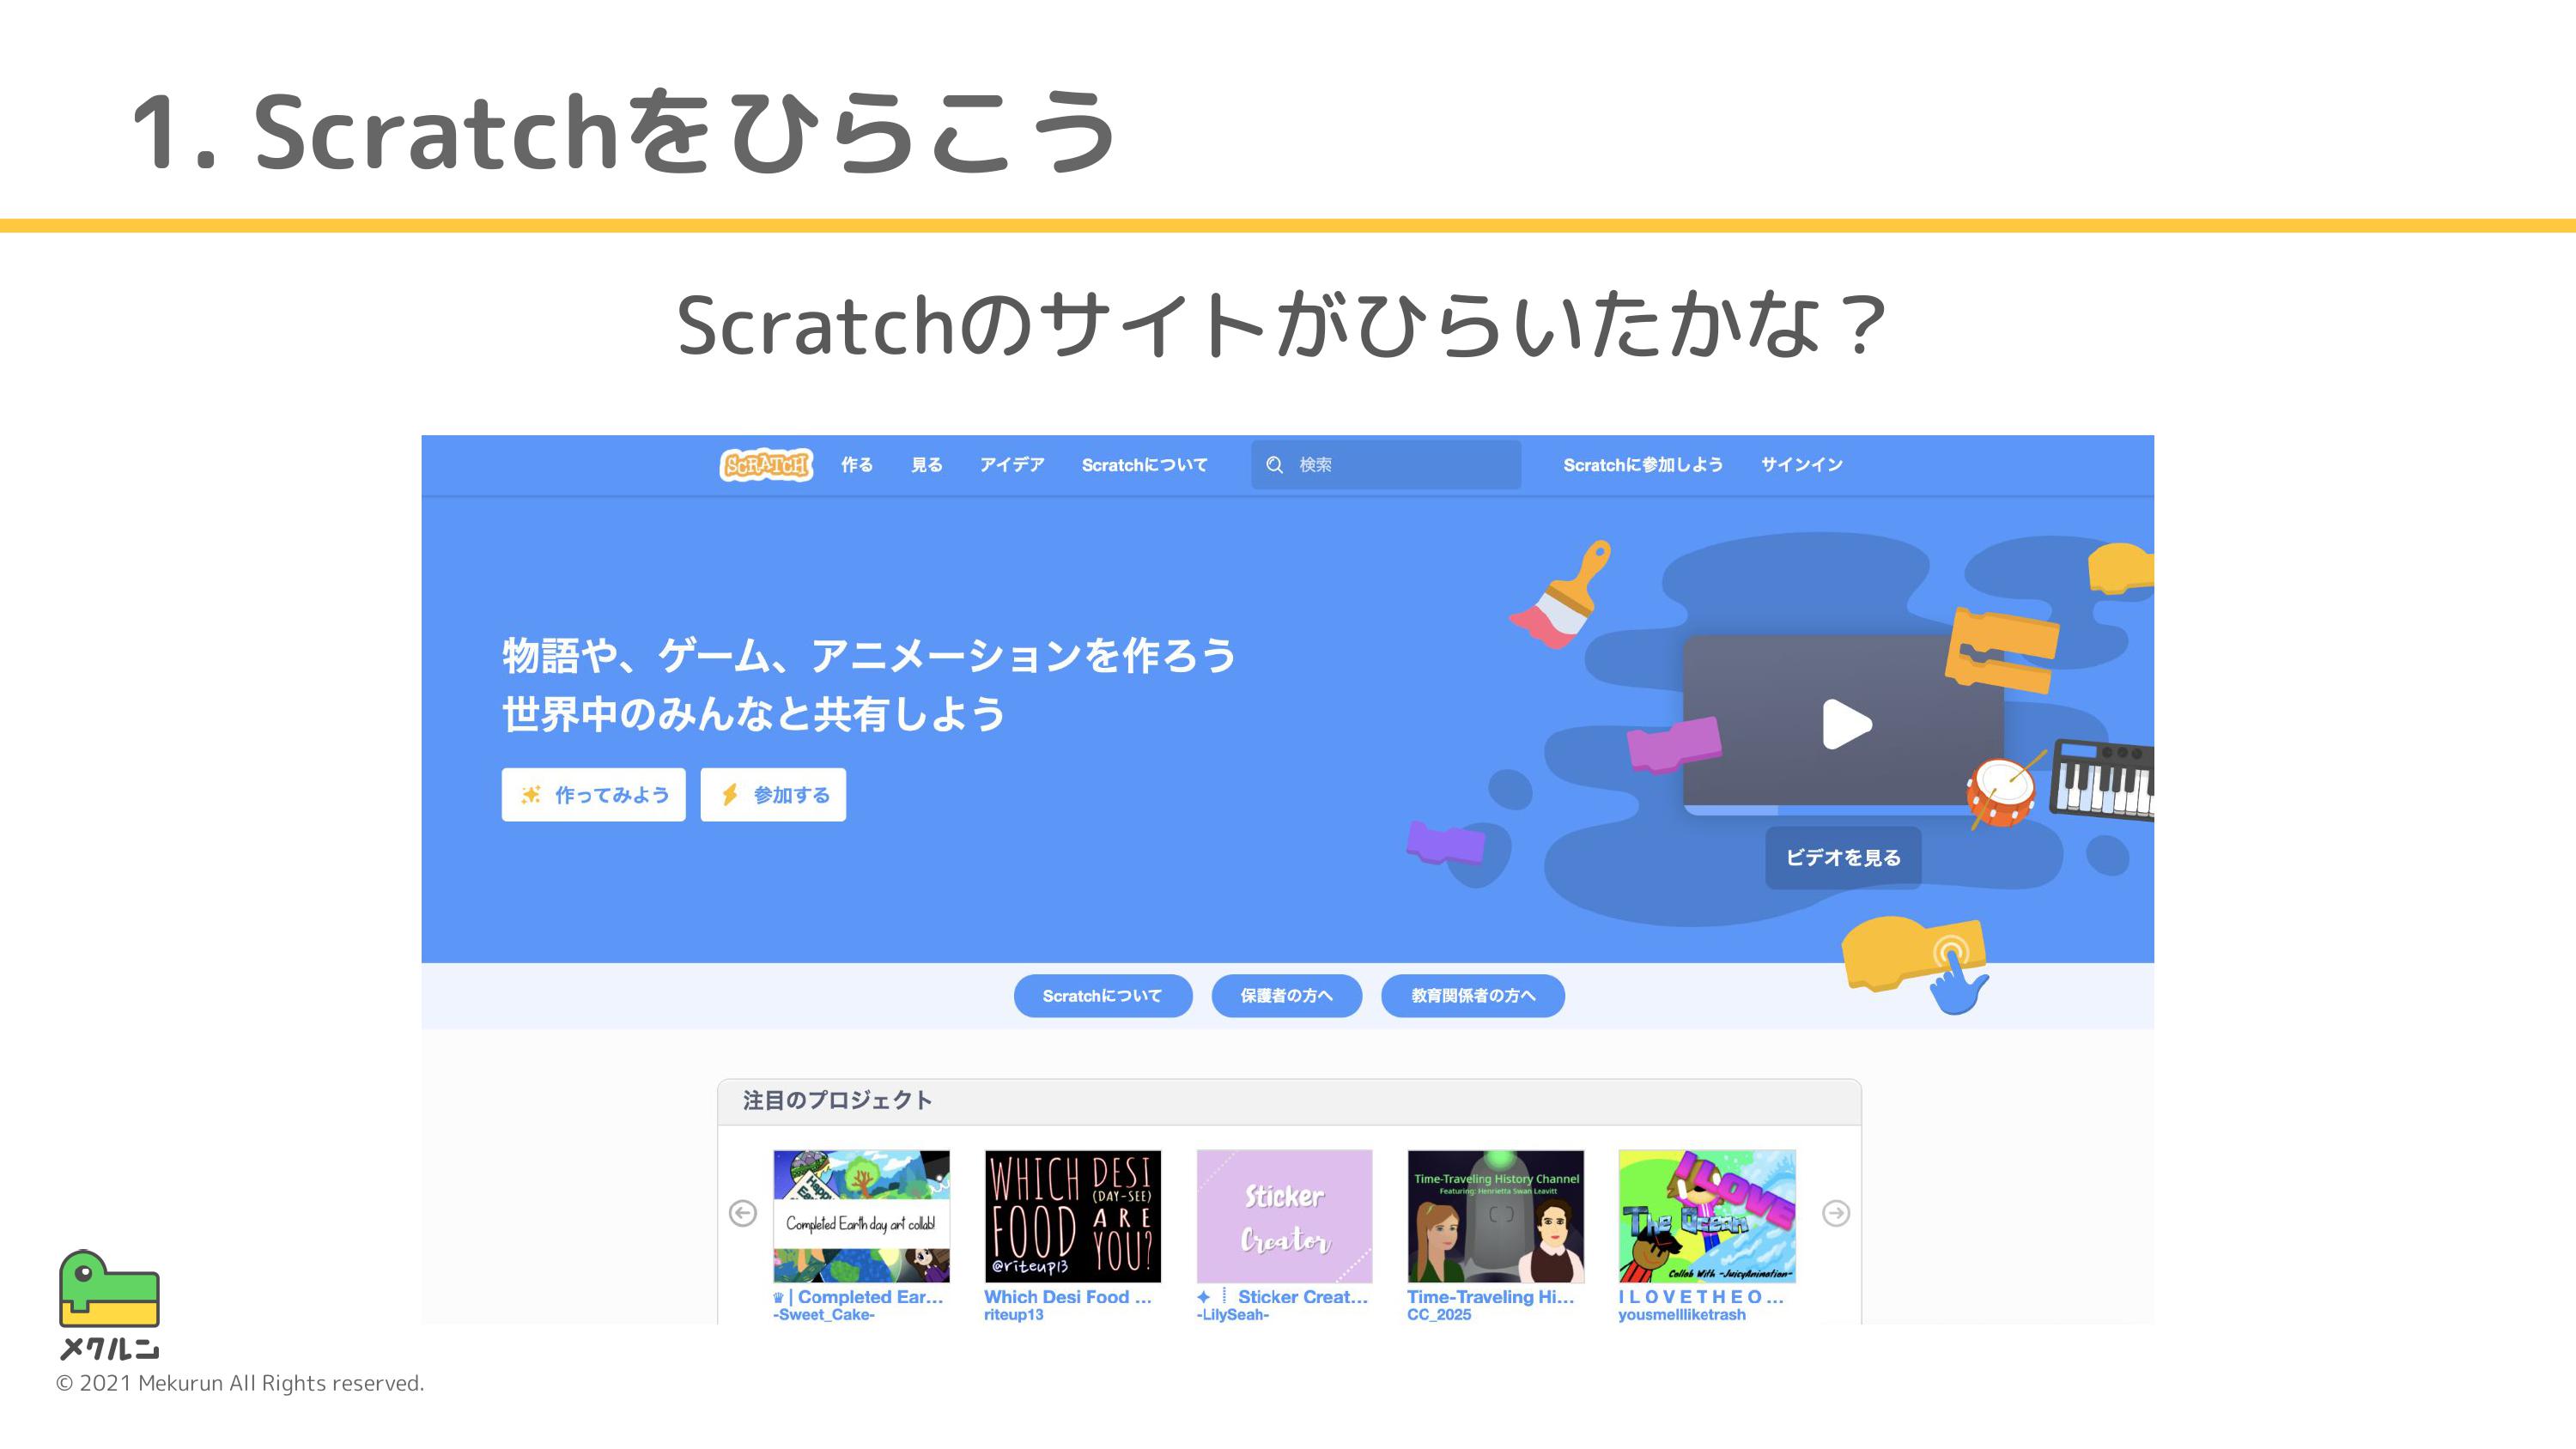 1. Scratchをひらこう
Scratchのサイトがひらいたかな？
SCRATCH 作る 見る アイデア Scratchについて 検索 Scratchに参加しよう サインイン
物語や、ゲーム、アニメーションを作ろう
世界中のみんなと共有しよう
作ってみよう 参加する
ビデオを見る
Scratchについて 保護者の方へ 教育関係者の方へ
注目のプロジェクト
Completed Earth day art collab!
WHICH DESI
(DAY-SEE)
FOOD ARE
YOU?
@riteup13
Sticker
Creator
Time-Traveling History Channel
Featuring: Henrietta Swan Leavitt
I LOVE
The Ocean
Collab With -JuicyAnimation-
♛ | Completed Ear... Which Desi Food ... ✦ ┊ Sticker Creat... Time-Traveling Hi... I L O V E T H E O ...
-Sweet_Cake- riteup13 -LilySeah- CC_2025 yousmellliketrash
メクルン
© 2021 Mekurun All Rights reserved.